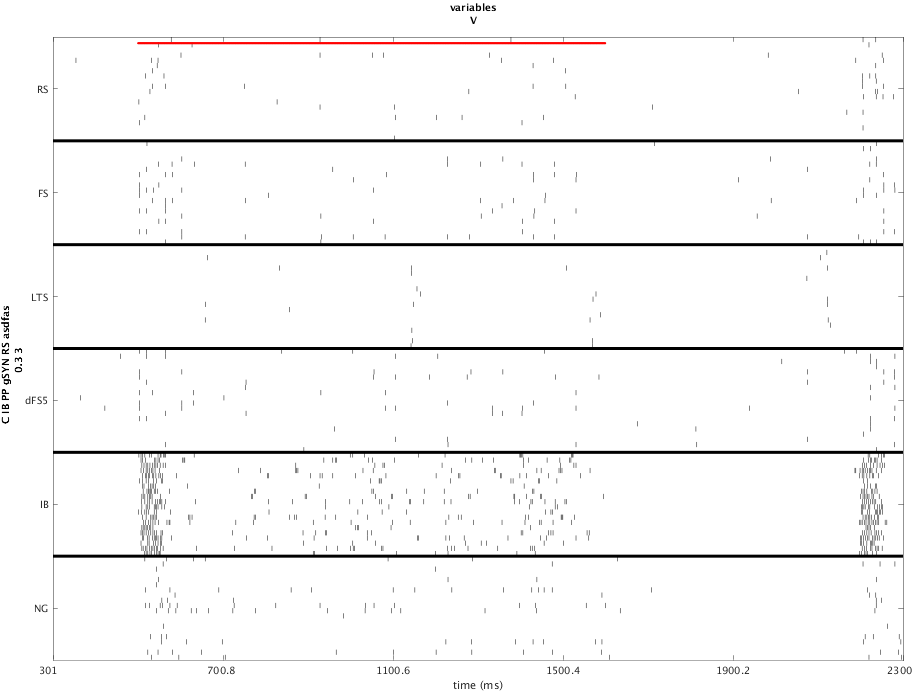 variables
V
RS
FS
LTS
dFS5
IB
NG
C IB PP gSYN RS asdfas
0.3 3
301
700.8
1100.6
1500.4
1900.2
2300
time (ms)